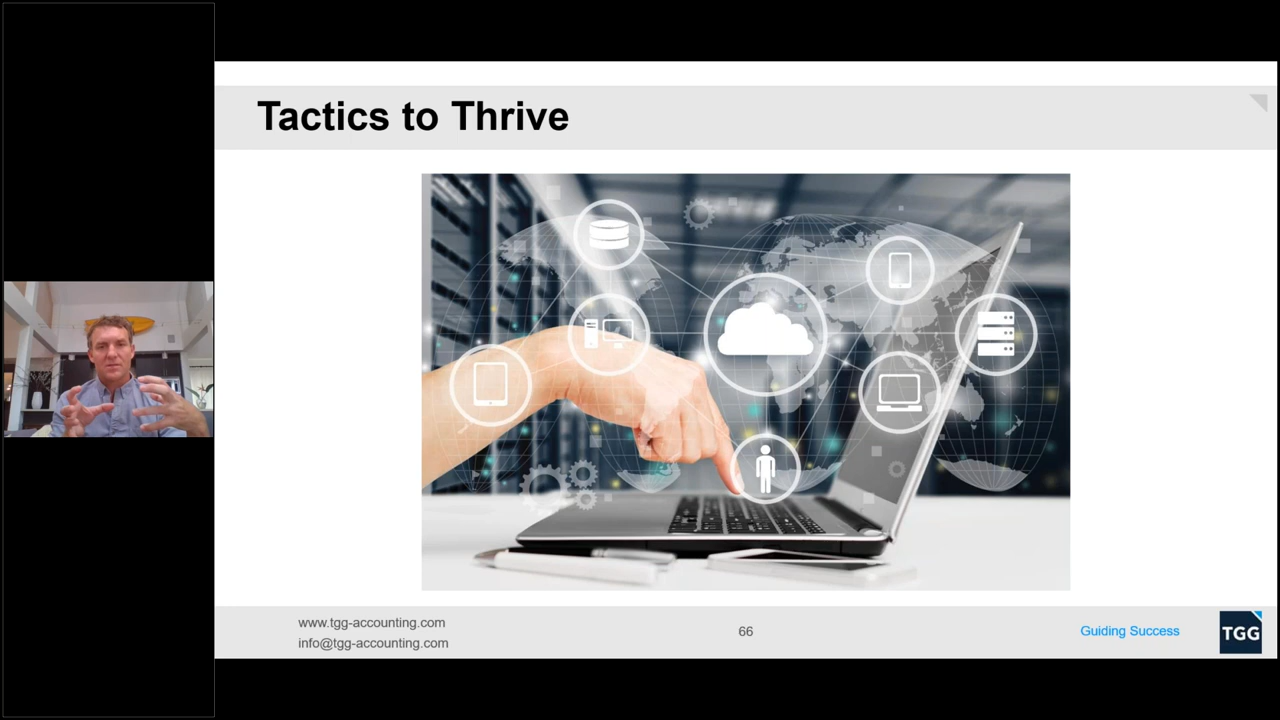 Tactics to Thrive
www.tgg-accounting.com
info@tgg-accounting.com
66
Guiding Success
TGG